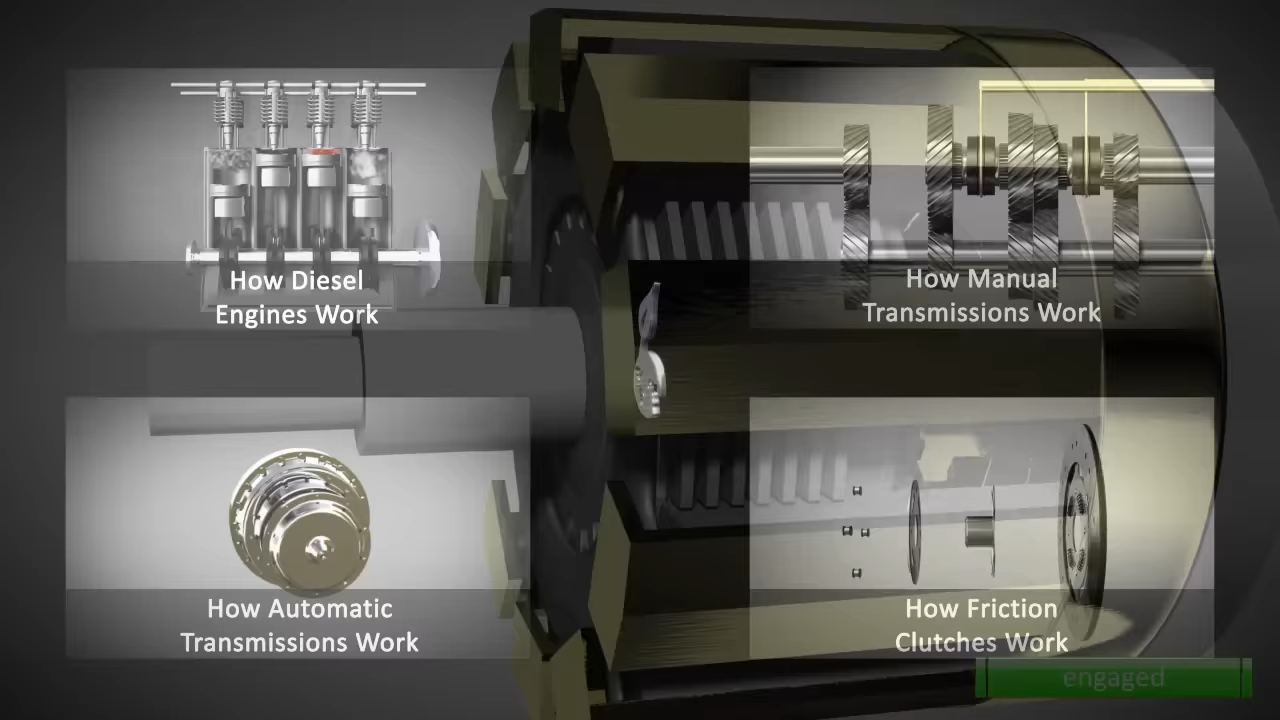 How Diesel
Engines Work
How Manual
Transmissions Work
How Automatic
Transmissions Work
How Friction
Clutches Work
engaged